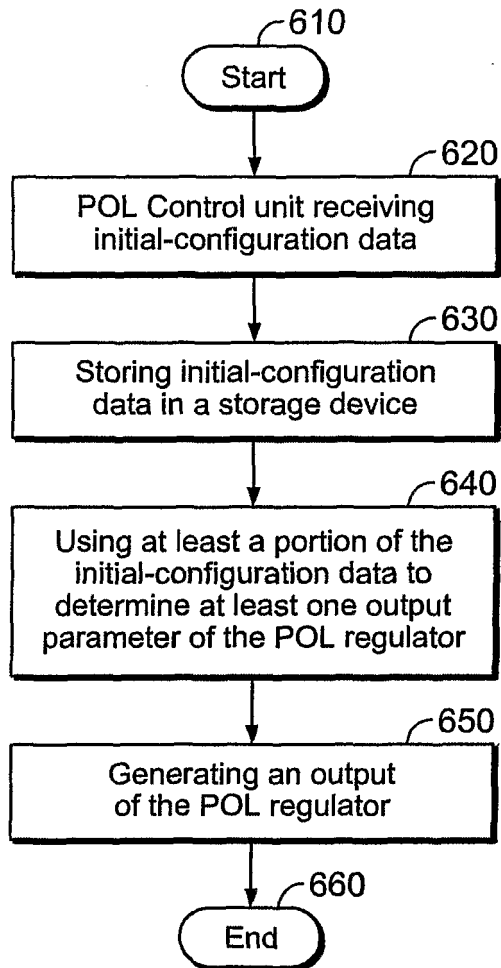 610
Start
620
POL Control unit receiving
initial-configuration data
630
Storing initial-configuration
data in a storage device
640
Using at least a portion of the
initial-configuration data to
determine at least one output
parameter of the POL regulator
650
Generating an output
of the POL regulator
660
End